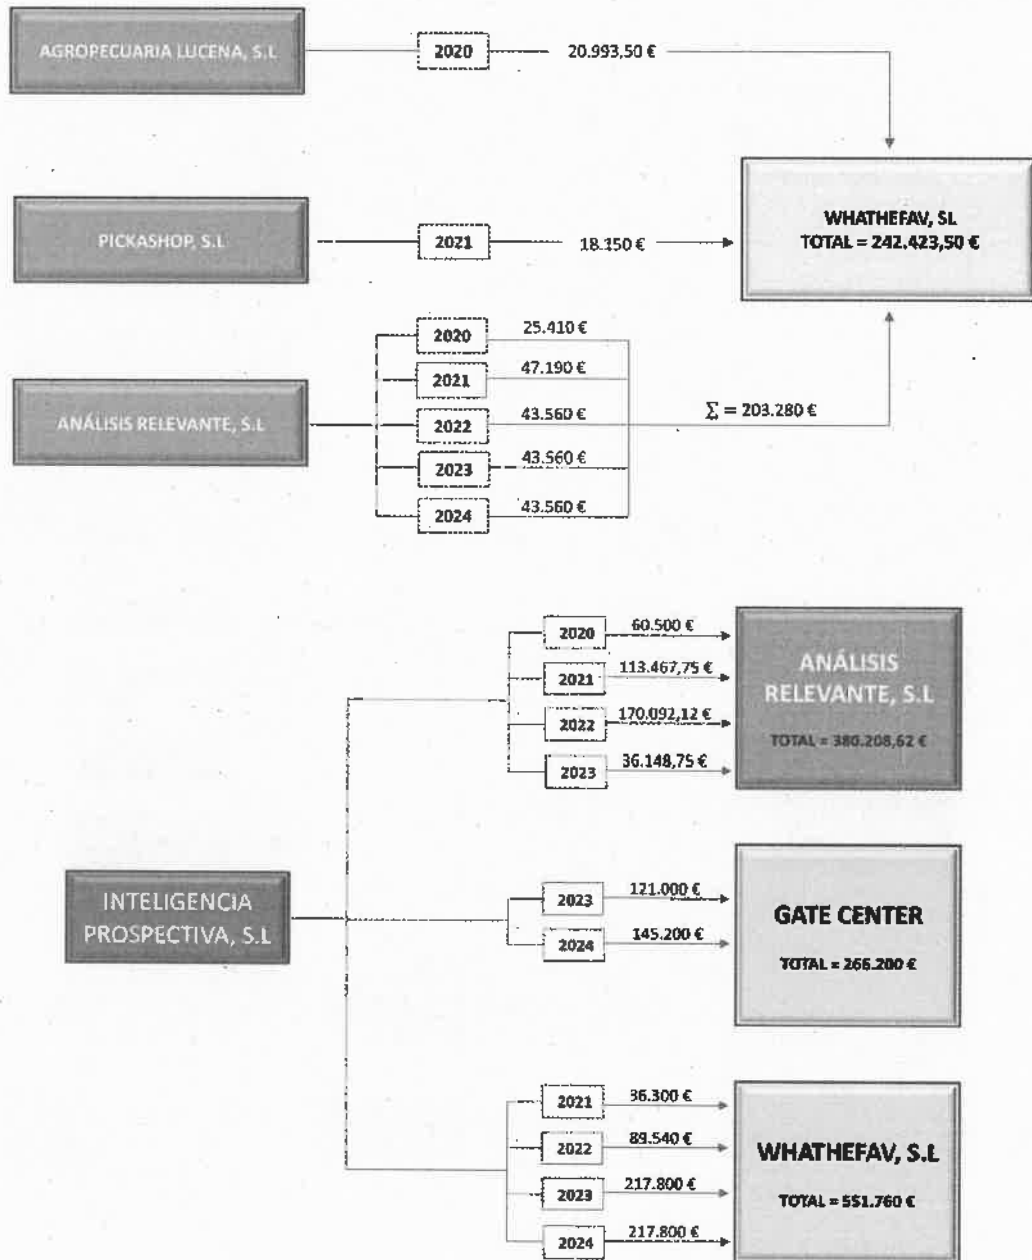 AGROPECUARIA LUCENA, S.L
2020
20.993,50 €
WHATHEFAV, SL
TOTAL = 242.423,50 €
PICKASHOP, S.L
2021
18.150 €
ANÁLISIS RELEVANTE, S.L
2020
25.410 €
2021
47.190 €
2022
43.560 €
2023
43.560 €
2024
43.560 €
∑ = 203.280 €
INTELIGENCIA
PROSPECTIVA, S.L
2020
60.500 €
2021
113.467,75 €
2022
170.092,12 €
2023
36.148,75 €
ANÁLISIS
RELEVANTE, S.L
TOTAL = 380.208,62 €
2023
121.000 €
2024
145.200 €
GATE CENTER
TOTAL = 266.200 €
2021
36.300 €
2022
89.540 €
2023
217.800 €
2024
217.800 €
WHATHEFAV, S.L
TOTAL = 551.760 €